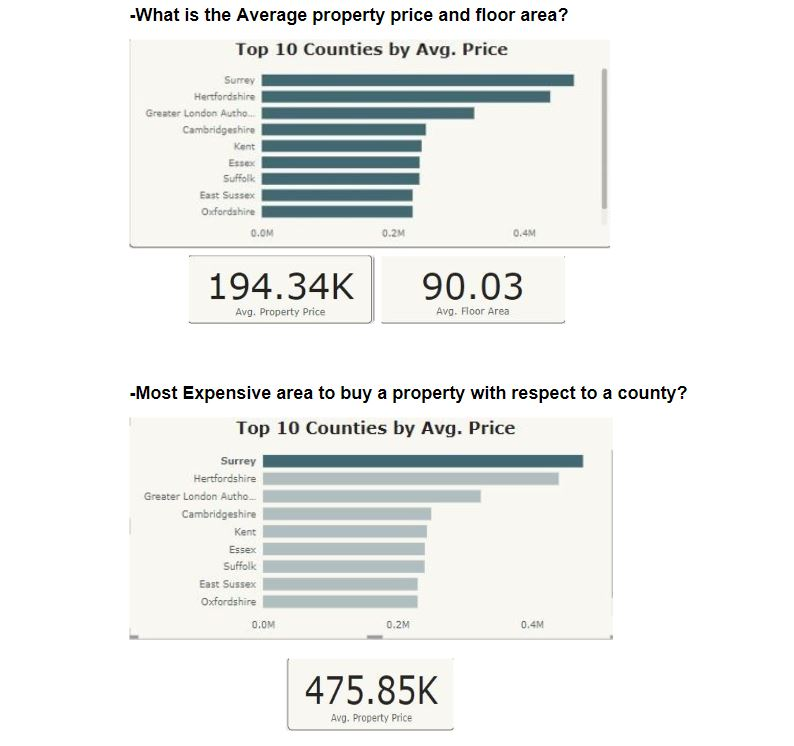 -What is the Average property price and floor area?
Top 10 Counties by Avg. Price
Surrey
Hertfordshire
Greater London Autho...
Cambridgeshire
Kent
Essex
Suffolk
East Sussex
Oxfordshire
0.0M 0.2M 0.4M
194.34K 90.03
Avg. Property Price Avg. Floor Area
-Most Expensive area to buy a property with respect to a county?
Top 10 Counties by Avg. Price
Surrey
Hertfordshire
Greater London Autho...
Cambridgeshire
Kent
Essex
Suffolk
East Sussex
Oxfordshire
0.0M 0.2M 0.4M
475.85K
Avg. Property Price